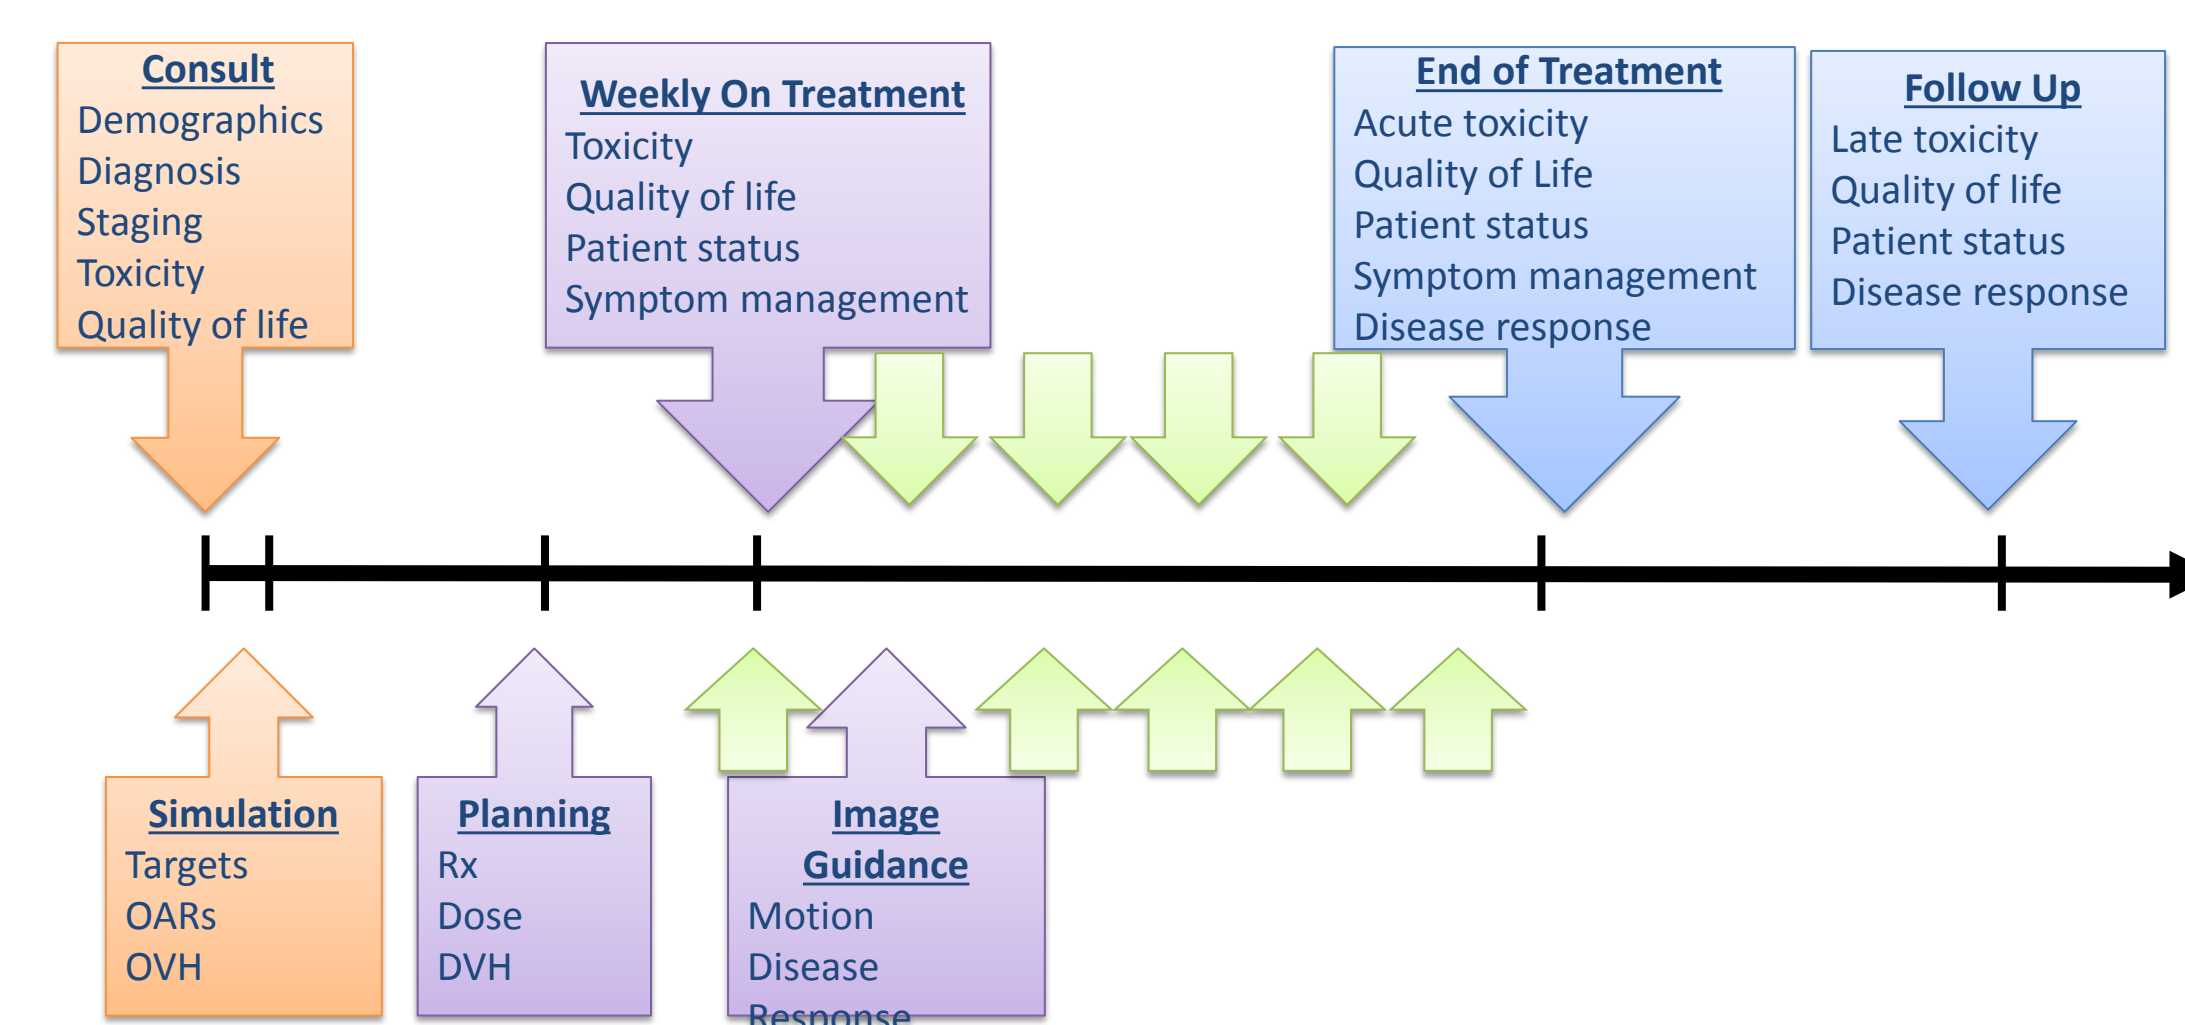 Consult
Demographics
Diagnosis
Staging
Toxicity
Quality of life
Weekly On Treatment
Toxicity
Quality of life
Patient status
Symptom management
End of Treatment
Acute toxicity
Quality of Life
Patient status
Symptom management
Disease response
Follow Up
Late toxicity
Quality of life
Patient status
Disease response
Simulation
Targets
OARs
OVH
Planning
Rx
Dose
DVH
Image
Guidance
Motion
Disease
Response